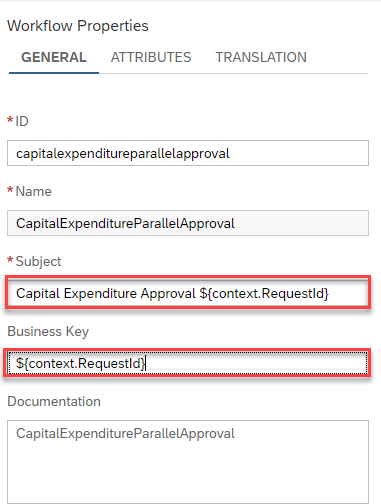 Workflow Properties
GENERAL ATTRIBUTES TRANSLATION
*ID
capitalexpenditureparallelapproval
*Name
CapitalExpenditureParallelApproval
*Subject
Capital Expenditure Approval ${context.RequestId}
Business Key
${context.RequestId}
Documentation
CapitalExpenditureParallelApproval